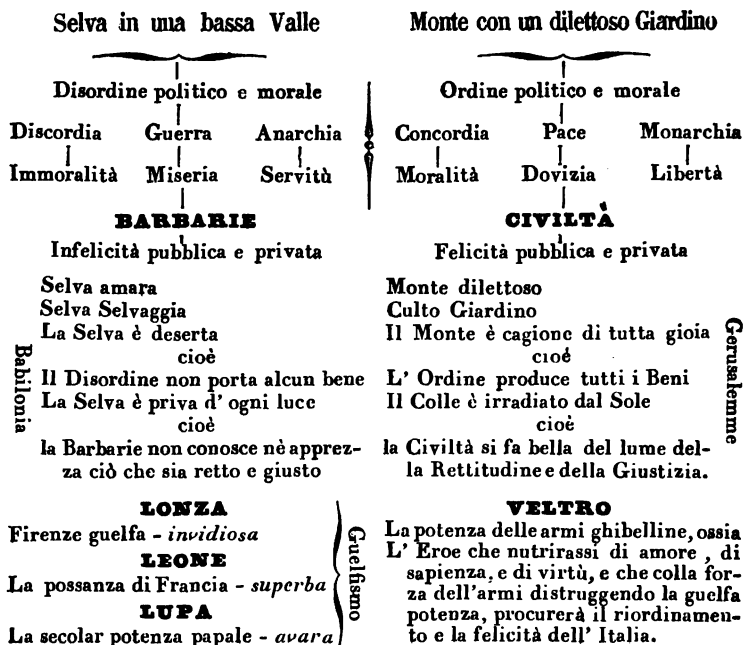 Selva in una bassa Valle
Disordine politico e morale
Discordia Guerra Anarchia
Immoralità Miseria Servitù
BARBARIE
Infelicità pubblica e privata
Selva amara
Selva Selvaggia
La Selva è deserta
cioè
Il Disordine non porta alcun bene
La Selva è priva d' ogni luce
cioè
la Barbarie non conosce nè apprez-
za ciò che sia retto e giusto
Babilonia
LONZA
Firenze guelfa - invidiosa
LEONE
La possanza di Francia - superba
LUPA
La secolar potenza papale - avara
Guelfismo
Monte con un dilettoso Giardino
Ordine politico e morale
Concordia Pace Monarchia
Moralità Dovizia Libertà
CIVILTÀ
Felicità pubblica e privata
Monte dilettoso
Culto Giardino
Il Monte è cagione di tutta gioia
cioè
L' Ordine produce tutti i Beni
Il Colle è irradiato dal Sole
cioè
la Civiltà si fa bella del lume del-
la Rettitudine e della Giustizia.
Gerusalemme
VELTRO
La potenza delle armi ghibelline, ossia
L' Eroe che nutrirassi di amore , di
sapienza, e di virtù, e che colla for-
za dell'armi distruggendo la guelfa
potenza, procurerà il riordinamen-
to e la felicità dell' Italia.